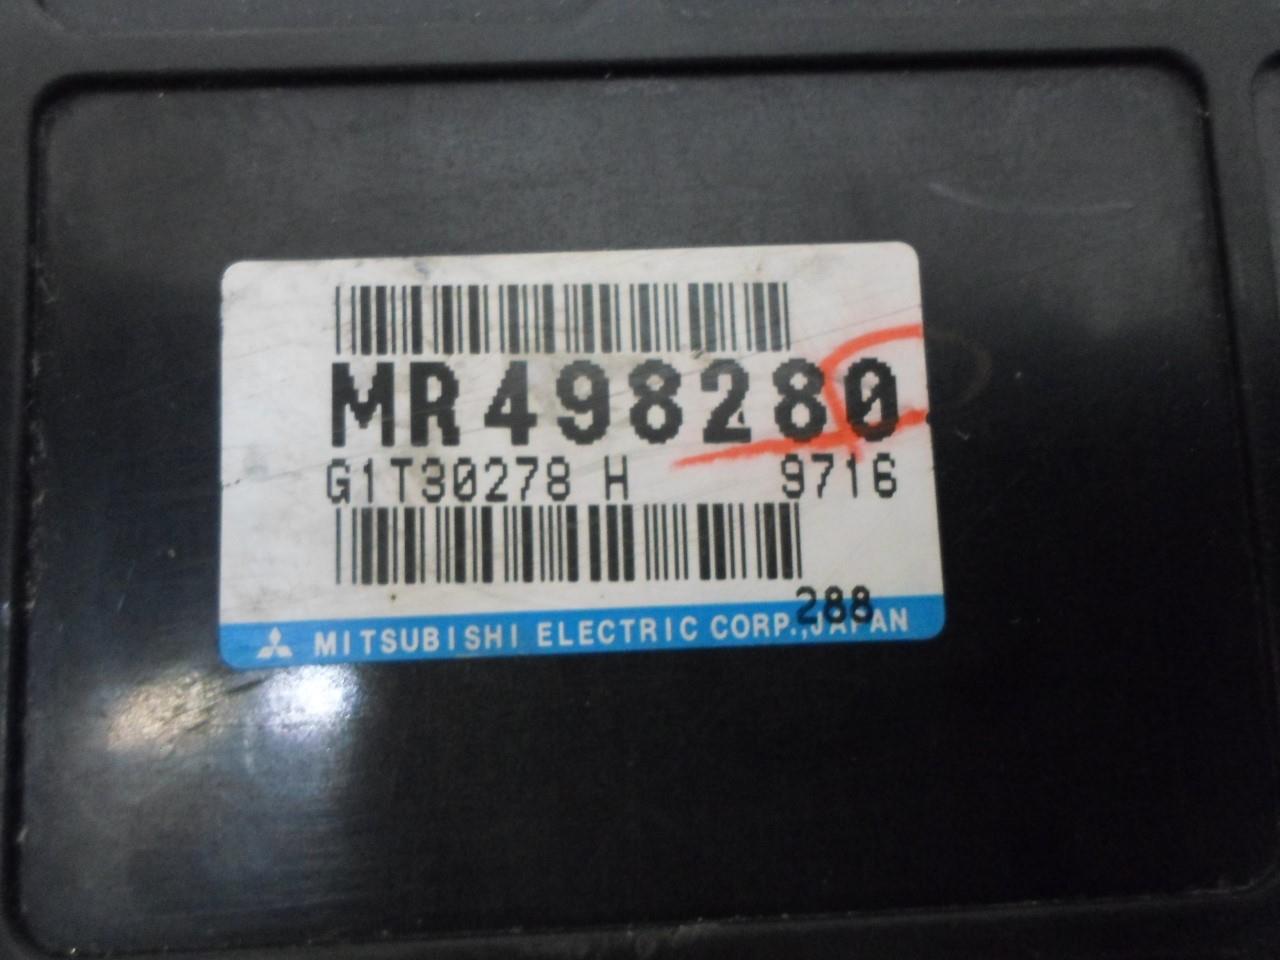 MR498280
G1T30278 H 9716
288
MITSUBISHI ELECTRIC CORP.,JAPAN